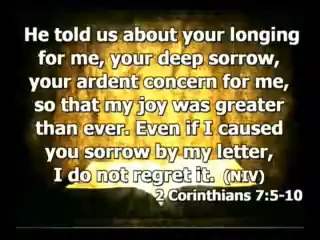 He told us about your longing
for me, your deep sorrow,
your ardent concern for me,
so that my joy was greater
than ever. Even if I caused
you sorrow by my letter,
I do not regret it. (NIV)
2 Corinthians 7:5-10